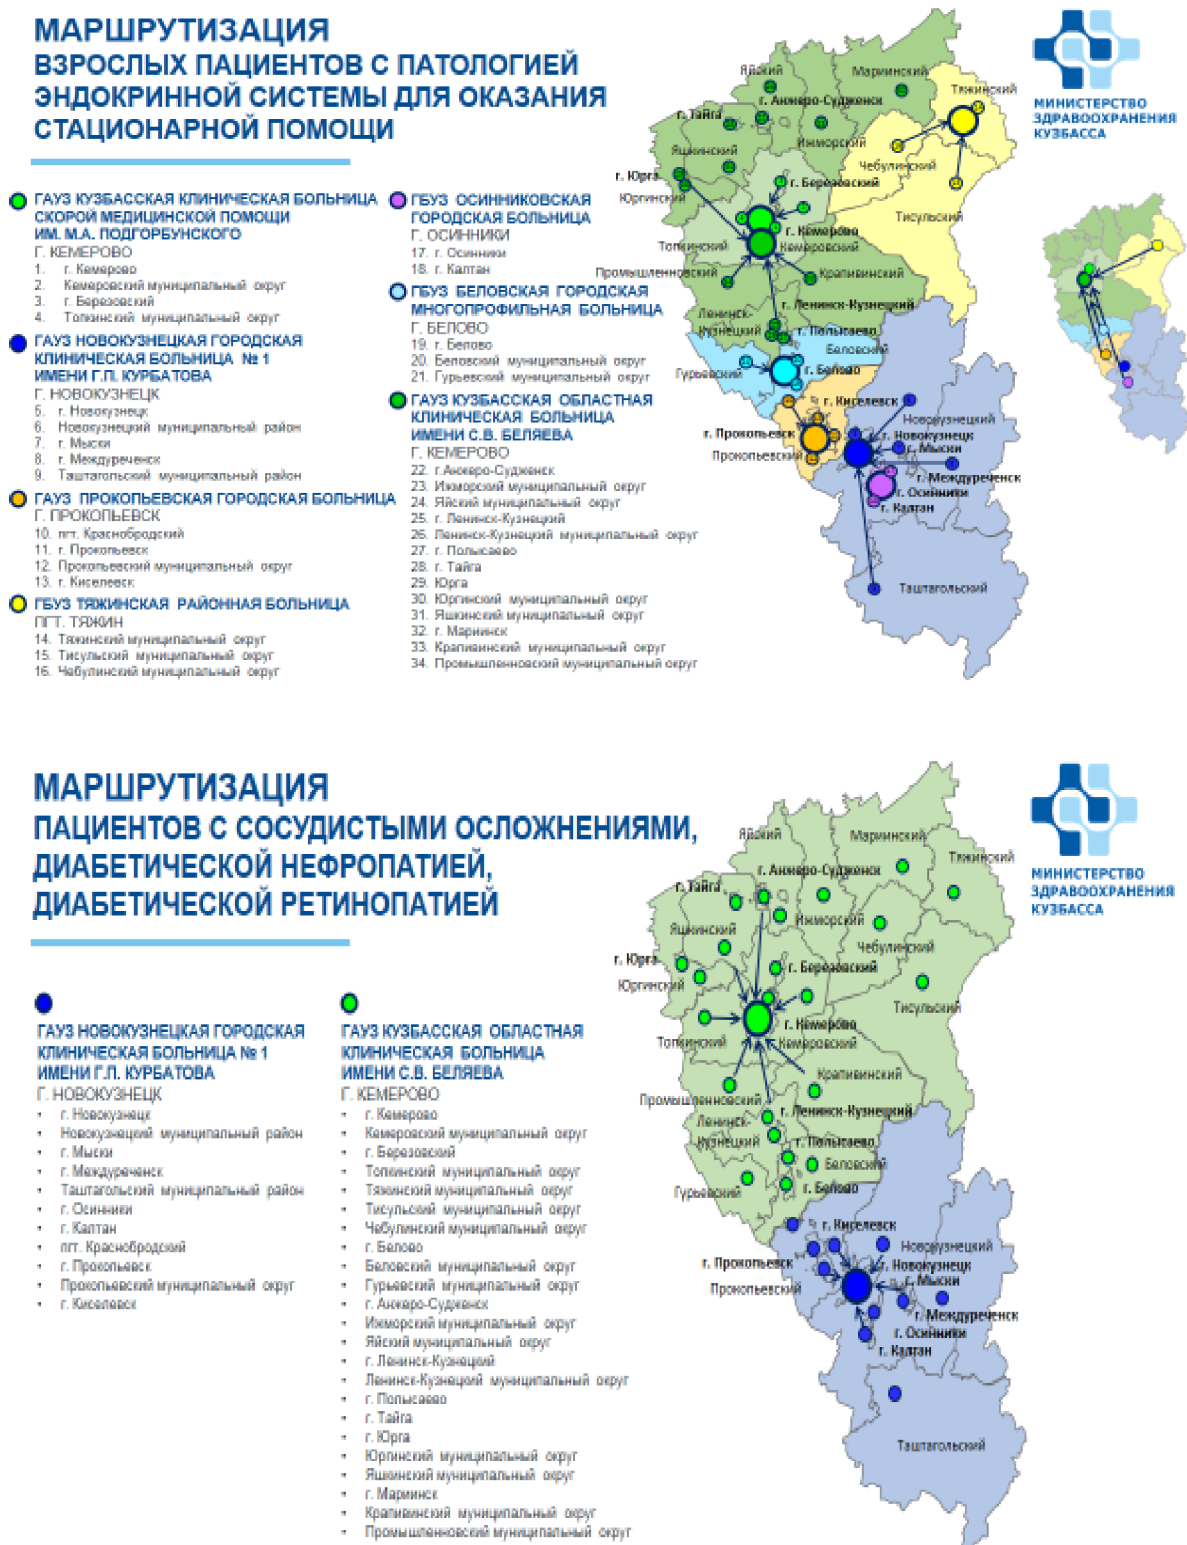 МАРШРУТИЗАЦИЯ
ВЗРОСЛЫХ ПАЦИЕНТОВ С ПАТОЛОГИЕЙ
ЭНДОКРИННОЙ СИСТЕМЫ ДЛЯ ОКАЗАНИЯ
СТАЦИОНАРНОЙ ПОМОЩИ
ГАУЗ КУЗБАССКАЯ КЛИНИЧЕСКАЯ БОЛЬНИЦА
СКОРОЙ МЕДИЦИНСКОЙ ПОМОЩИ
ИМ. М.А. ПОДГОРБУНСКОГО
Г. КЕМЕРОВО
1. г. Кемерово
2. Кемеровский муниципальный округ
3. г. Березовский
4. Топкинский муниципальный округ
ГАУЗ НОВОКУЗНЕЦКАЯ ГОРОДСКАЯ
КЛИНИЧЕСКАЯ БОЛЬНИЦА № 1
ИМЕНИ Г.П. КУРБАТОВА
Г. НОВОКУЗНЕЦК
5. г. Новокузнецк
6. Новокузнецкий муниципальный район
7. г. Мыски
8. г. Междуреченск
9. Таштагольский муниципальный район
ГАУЗ ПРОКОПЬЕВСКАЯ ГОРОДСКАЯ БОЛЬНИЦА
Г. ПРОКОПЬЕВСК
10. пгт. Краснобродский
11. г. Прокопьевск
12. Прокопьевский муниципальный округ
13. г. Киселевск
ГБУЗ ТЯЖИНСКАЯ РАЙОННАЯ БОЛЬНИЦА
ПГТ. ТЯЖИН
14. Тяжинский муниципальный округ
15. Тисульский муниципальный округ
16. Чебулинский муниципальный округ
ГБУЗ ОСИННИКОВСКАЯ
ГОРОДСКАЯ БОЛЬНИЦА
Г. ОСИННИКИ
17. г. Осинники
18. г. Калтан
ГБУЗ БЕЛОВСКАЯ ГОРОДСКАЯ
МНОГОПРОФИЛЬНАЯ БОЛЬНИЦА
Г. БЕЛОВО
19. г. Белово
20. Беловский муниципальный округ
21. Гурьевский муниципальный округ
ГАУЗ КУЗБАССКАЯ ОБЛАСТНАЯ
КЛИНИЧЕСКАЯ БОЛЬНИЦА
ИМЕНИ С.В. БЕЛЯЕВА
Г. КЕМЕРОВО
22. г.Анжеро-Судженск
23. Ижморский муниципальный округ
24. Яйский муниципальный округ
25. г. Ленинск-Кузнецкий
26. Ленинск-Кузнецкий муниципальный округ
27. г. Полысаево
28. г. Тайга
29. Юрга
30. Юргинский муниципальный округ
31. Яшкинский муниципальный округ
32. г. Мариинск
33. Крапивинский муниципальный округ
34. Промышленновский муниципальный округ
Яйский
Мариинский
Тяжинский
г. Анжеро-Судженск
г. Тайга
Ижморский
Яшкинский
Чебулинский
г. Юрга
г. Березовский
Юргинский
Тисульский
г. Кемерово
Топкинский
Кемеровский
Промышленновский
Крапивинский
г. Ленинск-Кузнецкий
Ленинск-
Кузнецкий
г. Полысаево
Беловский
Гурьевский
г. Белово
г. Киселевск
Новокузнецкий
г. Прокопьевск
г. Новокузнецк
г. Мыски
Прокопьевский
г. Междуреченск
г. Осинники
г. Калтан
Таштагольский
МИНИСТЕРСТВО
ЗДРАВООХРАНЕНИЯ
КУЗБАССА
МАРШРУТИЗАЦИЯ
ПАЦИЕНТОВ С СОСУДИСТЫМИ ОСЛОЖНЕНИЯМИ,
ДИАБЕТИЧЕСКОЙ НЕФРОПАТИЕЙ,
ДИАБЕТИЧЕСКОЙ РЕТИНОПАТИЕЙ
ГАУЗ НОВОКУЗНЕЦКАЯ ГОРОДСКАЯ
КЛИНИЧЕСКАЯ БОЛЬНИЦА № 1
ИМЕНИ Г.П. КУРБАТОВА
Г. НОВОКУЗНЕЦК
• г. Новокузнецк
• Новокузнецкий муниципальный район
• г. Мыски
• г. Междуреченск
• Таштагольский муниципальный район
• г. Осинники
• г. Калтан
• пгт. Краснобродский
• г. Прокопьевск
• Прокопьевский муниципальный округ
• г. Киселевск
ГАУЗ КУЗБАССКАЯ ОБЛАСТНАЯ
КЛИНИЧЕСКАЯ БОЛЬНИЦА
ИМЕНИ С.В. БЕЛЯЕВА
Г. КЕМЕРОВО
• г. Кемерово
• Кемеровский муниципальный округ
• г. Березовский
• Топкинский муниципальный округ
• Тяжинский муниципальный округ
• Тисульский муниципальный округ
• Чебулинский муниципальный округ
• г. Белово
• Беловский муниципальный округ
• Гурьевский муниципальный округ
• г. Анжеро-Судженск
• Ижморский муниципальный округ
• Яйский муниципальный округ
• г. Ленинск-Кузнецкий
• Ленинск-Кузнецкий муниципальный округ
• г. Полысаево
• г. Тайга
• г. Юрга
• Юргинский муниципальный округ
• Яшкинский муниципальный округ
• г. Мариинск
• Крапивинский муниципальный округ
• Промышленновский муниципальный округ
Яйский
Мариинский
Тяжинский
г. Анжеро-Судженск
г. Тайга
Ижморский
Яшкинский
Чебулинский
г. Юрга
г. Березовский
Юргинский
Тисульский
г. Кемерово
Топкинский
Кемеровский
Крапивинский
Промышленновский
г. Ленинск-Кузнецкий
Ленинск-
Кузнецкий
г. Полысаево
Беловский
Гурьевский
г. Белово
г. Киселевск
Новокузнецкий
г. Прокопьевск
г. Новокузнецк
г. Мыски
Прокопьевский
г. Междуреченск
г. Осинники
г. Калтан
Таштагольский
МИНИСТЕРСТВО
ЗДРАВООХРАНЕНИЯ
КУЗБАССА